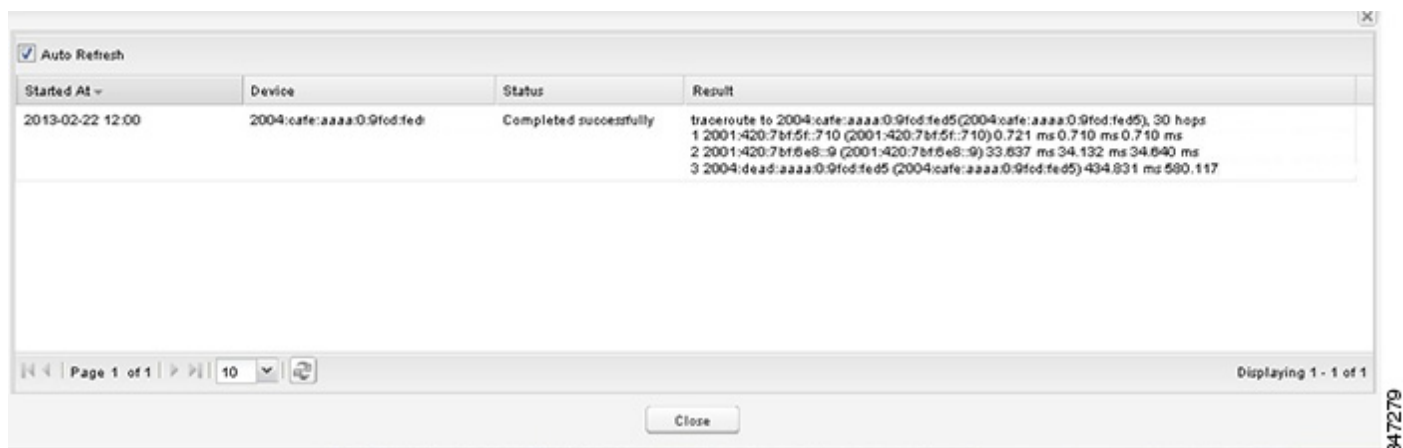 Auto Refresh
Started At Device Status Result
2013-02-22 12:00 2004:cafe:aaaa:0:9fcd:fed Completed successfully traceroute to 2004:cafe:aaaa:0:9fcd:fed5(2004:cafe:aaaa:0:9fcd:fed5), 30 hops
1 2001:420:7bf:5f::710 (2001:420:7bf:5f::710) 0.721 ms 0.710 ms 0.710 ms
2 2001:420:7bf:6e8::9 (2001:420:7bf:6e8::9) 33.637 ms 34.132 ms 34.640 ms
3 2004:dead:aaaa:0:9fcd:fed5 (2004:cafe:aaaa:0:9fcd:fed5) 434.831 ms 580.117
Page 1 of 1 10 Displaying 1 - 1 of 1
Close
347279